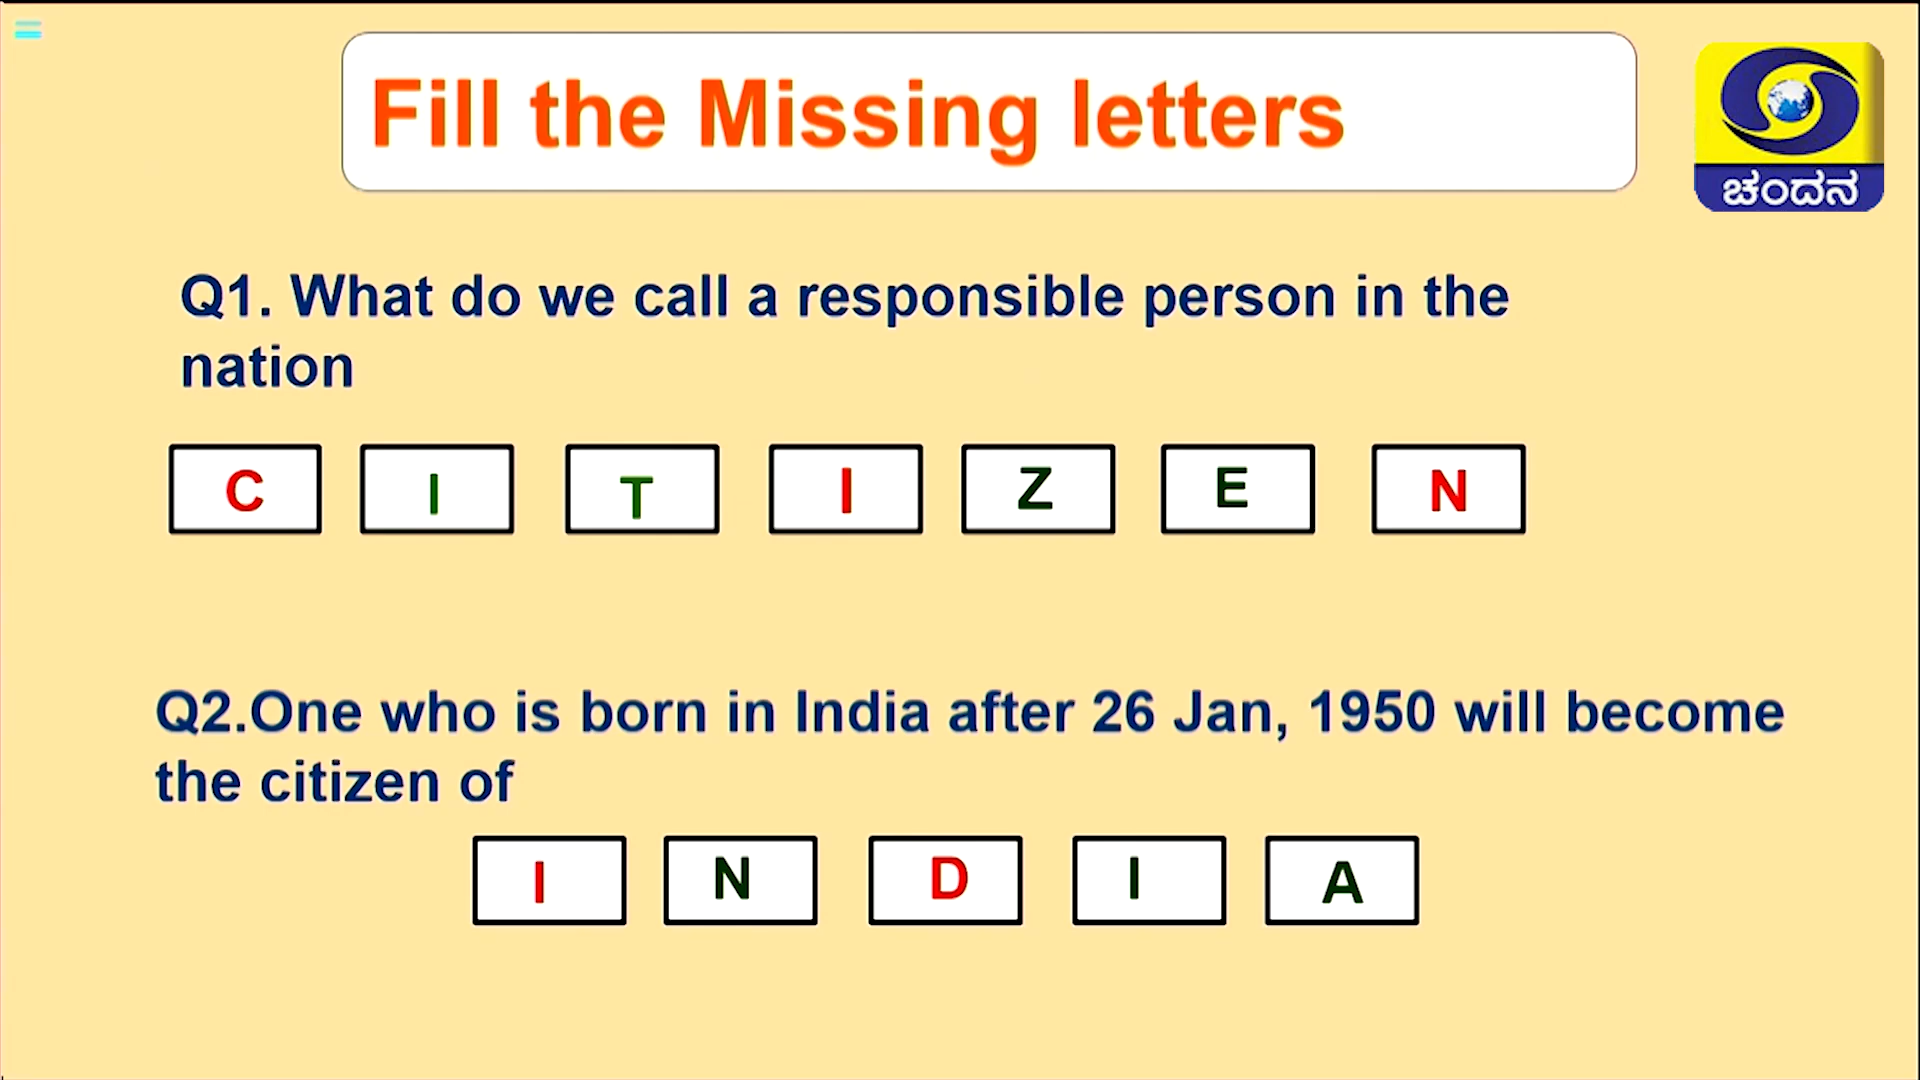 Fill the Missing letters
ಚಂದನ
Q1. What do we call a responsible person in the
nation
C I T I Z E N
Q2.One who is born in India after 26 Jan, 1950 will become
the citizen of
I N D I A